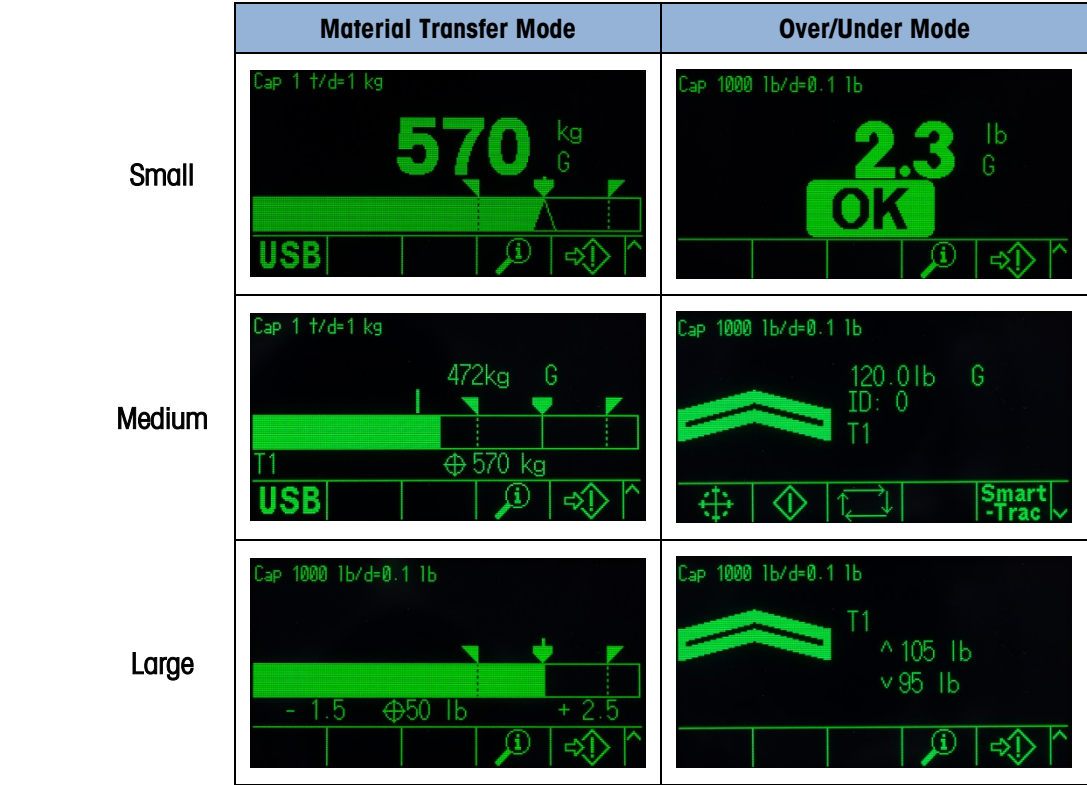 Material Transfer Mode
Over/Under Mode
Small
Cap 1 t/d=1 kg
570 kg
G
USB
Cap 1000 lb/d=0.1 lb
2.3 lb
G
OK
Medium
Cap 1 t/d=1 kg
472kg G
T1 570 kg
USB
Cap 1000 lb/d=0.1 lb
120.0lb G
ID: 0
T1
Smart
-Trac
Large
Cap 1000 lb/d=0.1 lb
- 1.5 50 lb + 2.5
Cap 1000 lb/d=0.1 lb
T1
^ 105 lb
v 95 lb